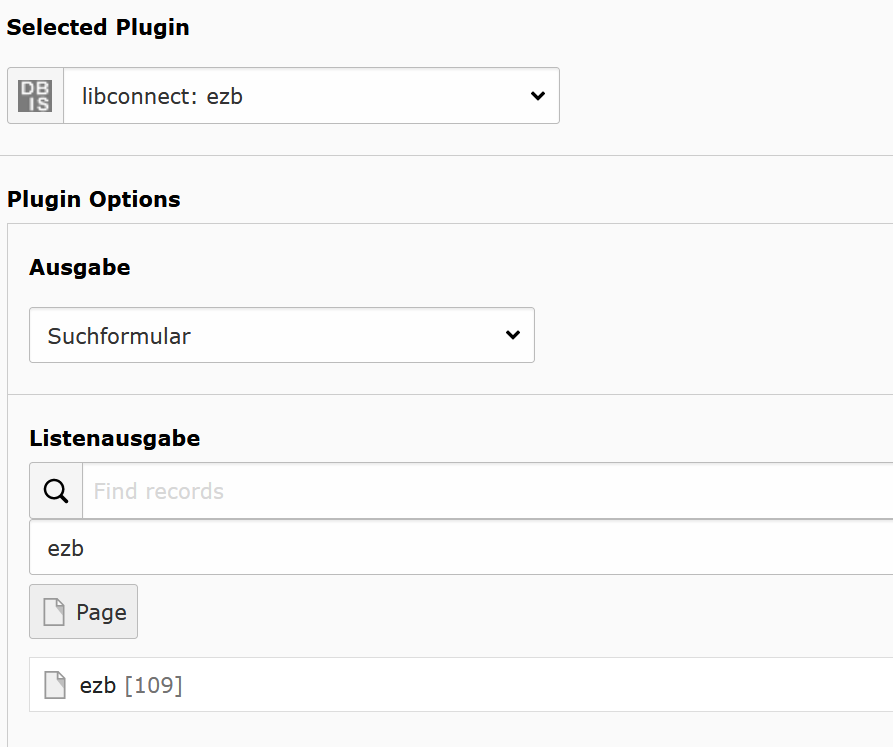 Selected Plugin
DB
IS
libconnect: ezb
Plugin Options
Ausgabe
Suchformular
Listenausgabe
Find records
ezb
Page
ezb [109]